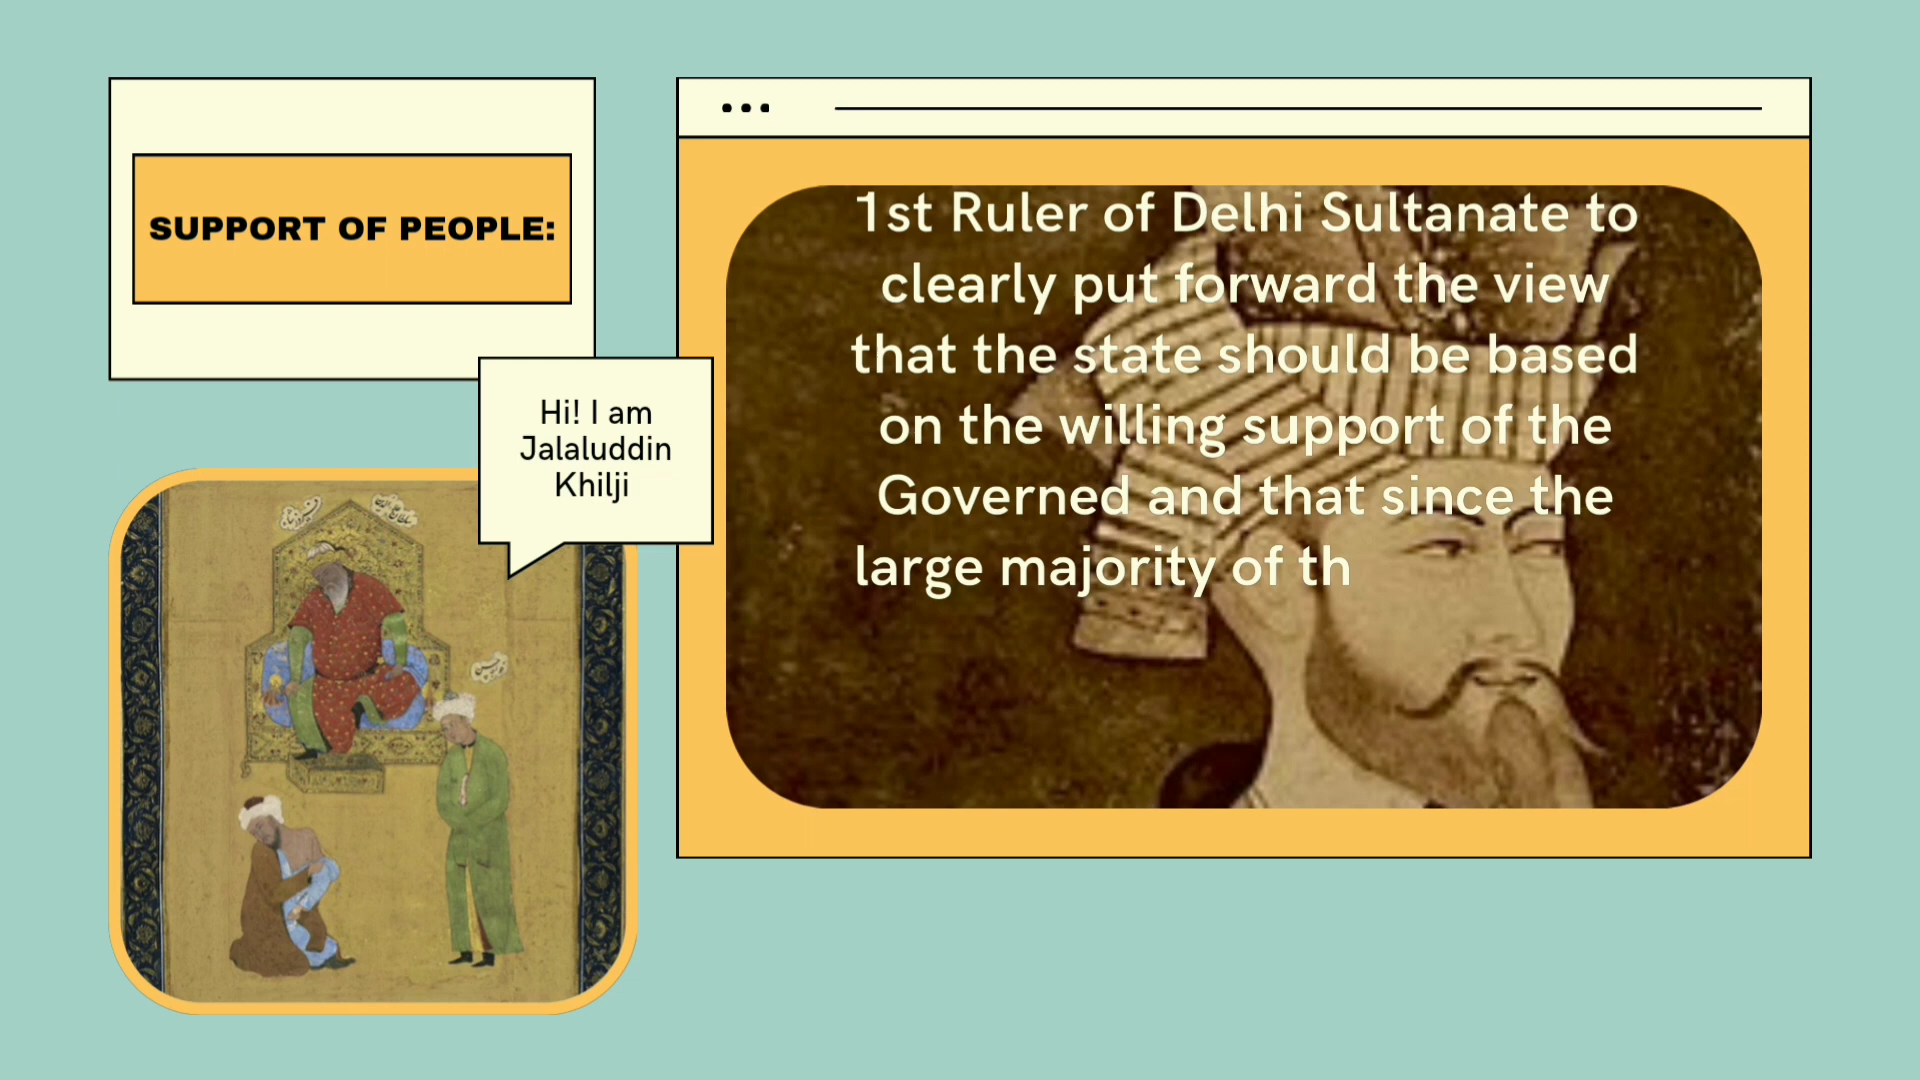 SUPPORT OF PEOPLE:
Hi! I am
Jalaluddin
Khilji
1st Ruler of Delhi Sultanate to
clearly put forward the view
that the state should be based
on the willing support of the
Governed and that since the
large majority of th